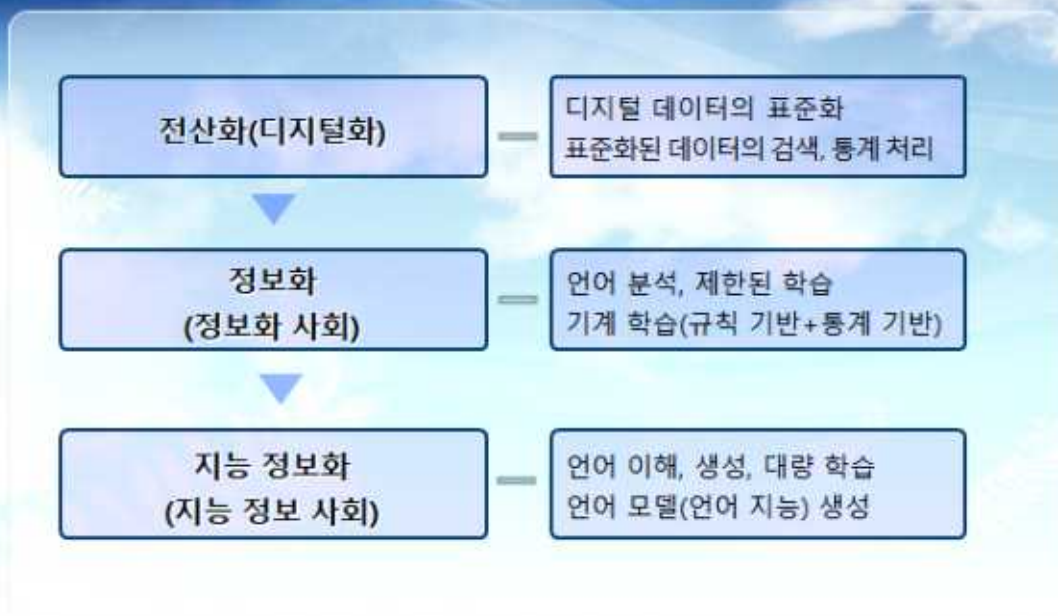 전산화(디지털화)
디지털 데이터의 표준화
표준화된 데이터의 검색, 통계 처리
정보화
(정보화 사회)
언어 분석, 제한된 학습
기계 학습(규칙 기반+통계 기반)
지능 정보화
(지능 정보 사회)
언어 이해, 생성, 대량 학습
언어 모델(언어 지능) 생성